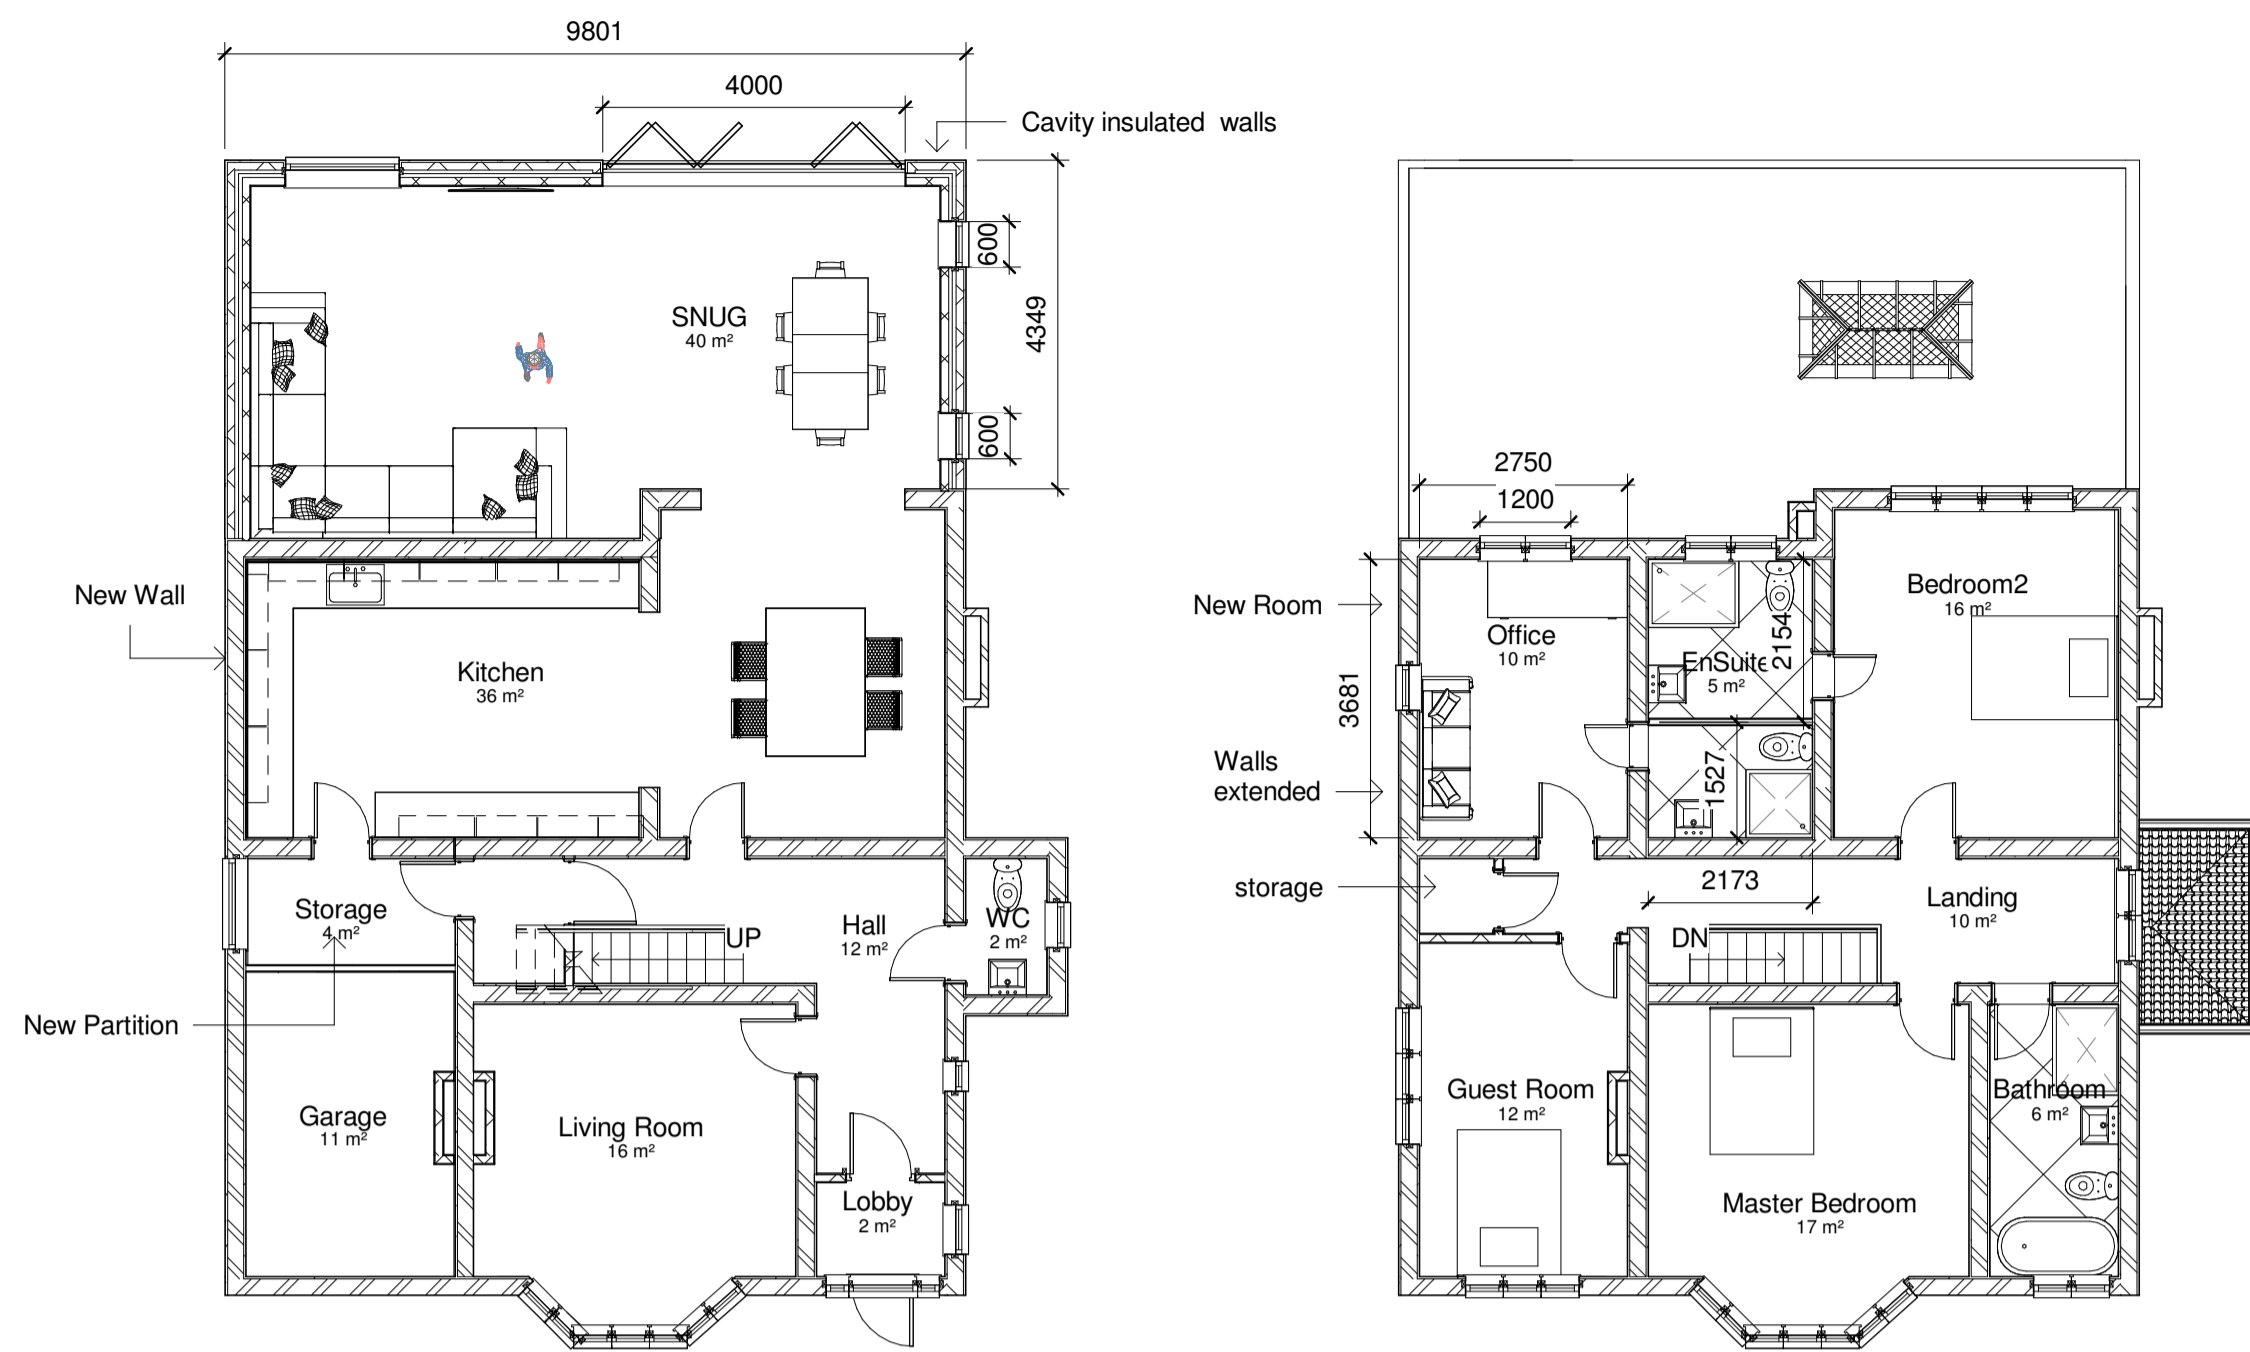 9801
4000
Cavity insulated walls
600
4349
600
SNUG
40 m²
New Wall
Kitchen
36 m²
Storage
4 m²
UP
Hall
12 m²
WC
2 m²
New Partition
Garage
11 m²
Living Room
16 m²
Lobby
2 m²
2750
1200
New Room
Office
10 m²
3681
EnSuite
5 m²
2154
Bedroom2
16 m²
Walls
extended
1527
storage
2173
Landing
10 m²
DN
Guest Room
12 m²
Bathroom
6 m²
Master Bedroom
17 m²